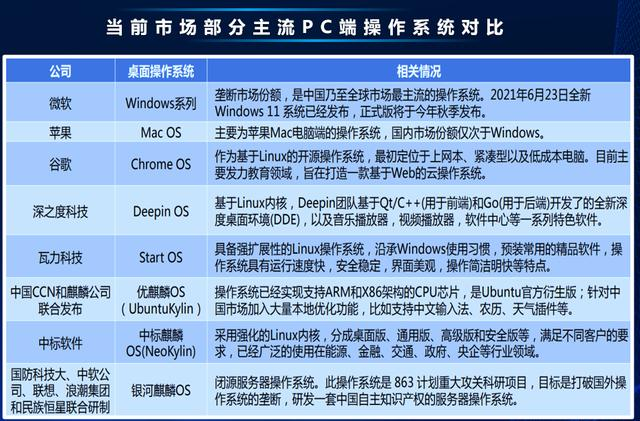 当前市场部分主流PC端操作系统对比
公司
桌面操作系统
相关情况
微软
Windows系列
垄断市场份额，是中国乃至全球市场最主流的操作系统。2021年6月23日全新
Windows 11 系统已经发布，正式版将于今年秋季发布。
苹果
Mac OS
主要为苹果Mac电脑端的操作系统，国内市场份额仅次于Windows。
谷歌
Chrome OS
作为基于Linux的开源操作系统，最初定位于上网本、紧凑型以及低成本电脑。目前主
要发力教育领域，旨在打造一款基于Web的云操作系统。
深之度科技
Deepin OS
基于Linux内核，Deepin团队基于Qt/C++(用于前端)和Go(用于后端)开发了的全新深
度桌面环境(DDE)，以及音乐播放器，视频播放器，软件中心等一系列特色软件。
瓦力科技
Start OS
具备强扩展性的Linux操作系统，沿承Windows使用习惯，预装常用的精品软件，操
作系统具有运行速度快，安全稳定，界面美观，操作简洁明快等特点。
中国CCN和麒麟公司
联合发布
优麒麟OS
（UbuntuKylin）
操作系统已经实现支持ARM和X86架构的CPU芯片，是Ubuntu官方衍生版；针对中
国市场加入大量本地优化功能，比如支持中文输入法、农历、天气插件等。
中标软件
中标麒麟
OS(NeoKylin)
采用强化的Linux内核，分成桌面版、通用版、高级版和安全版等，满足不同客户的要
求，已经广泛的使用在能源、金融、交通、政府、央企等行业领域。
国防科技大、中软公
司、联想、浪潮集团
和民族恒星联合研制
银河麒麟OS
闭源服务器操作系统。此操作系统是 863 计划重大攻关科研项目，目标是打破国外操
作系统的垄断，研发一套中国自主知识产权的服务器操作系统。